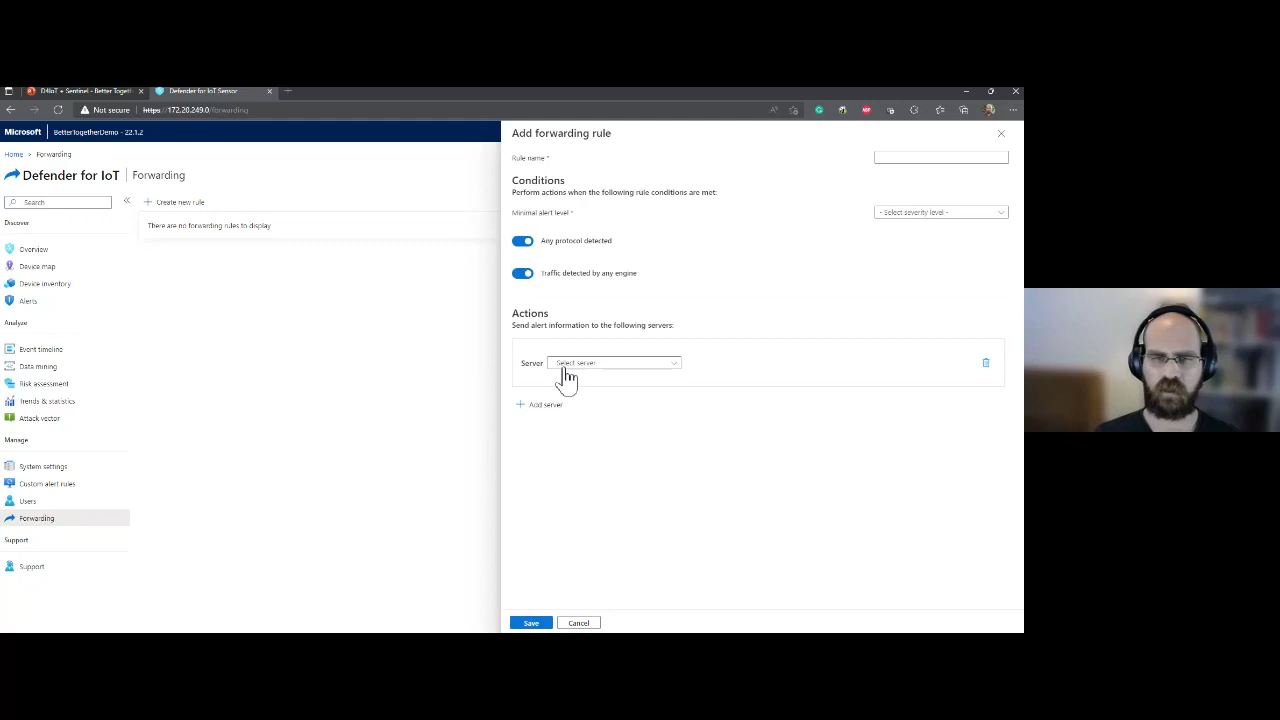 D4IoT + Sentinel - Better Togeth
Defender for IoT Sensor
Not secure
https://172.20.249.0/forwarding
Microsoft
BetterTogetherDemo - 22.1.2
Home > Forwarding
Defender for IoT
Forwarding
Search
Create new rule
There are no forwarding rules to display
Discover
Overview
Device map
Device inventory
Alerts
Analyze
Event timeline
Data mining
Risk assessment
Trends & statistics
Attack vector
Manage
System settings
Custom alert rules
Users
Forwarding
Support
Support
Add forwarding rule
Rule name *
Conditions
Perform actions when the following rule conditions are met:
Minimal alert level *
- Select severity level -
Any protocol detected
Traffic detected by any engine
Actions
Send alert information to the following servers:
Server
Select server
Add server
Save
Cancel